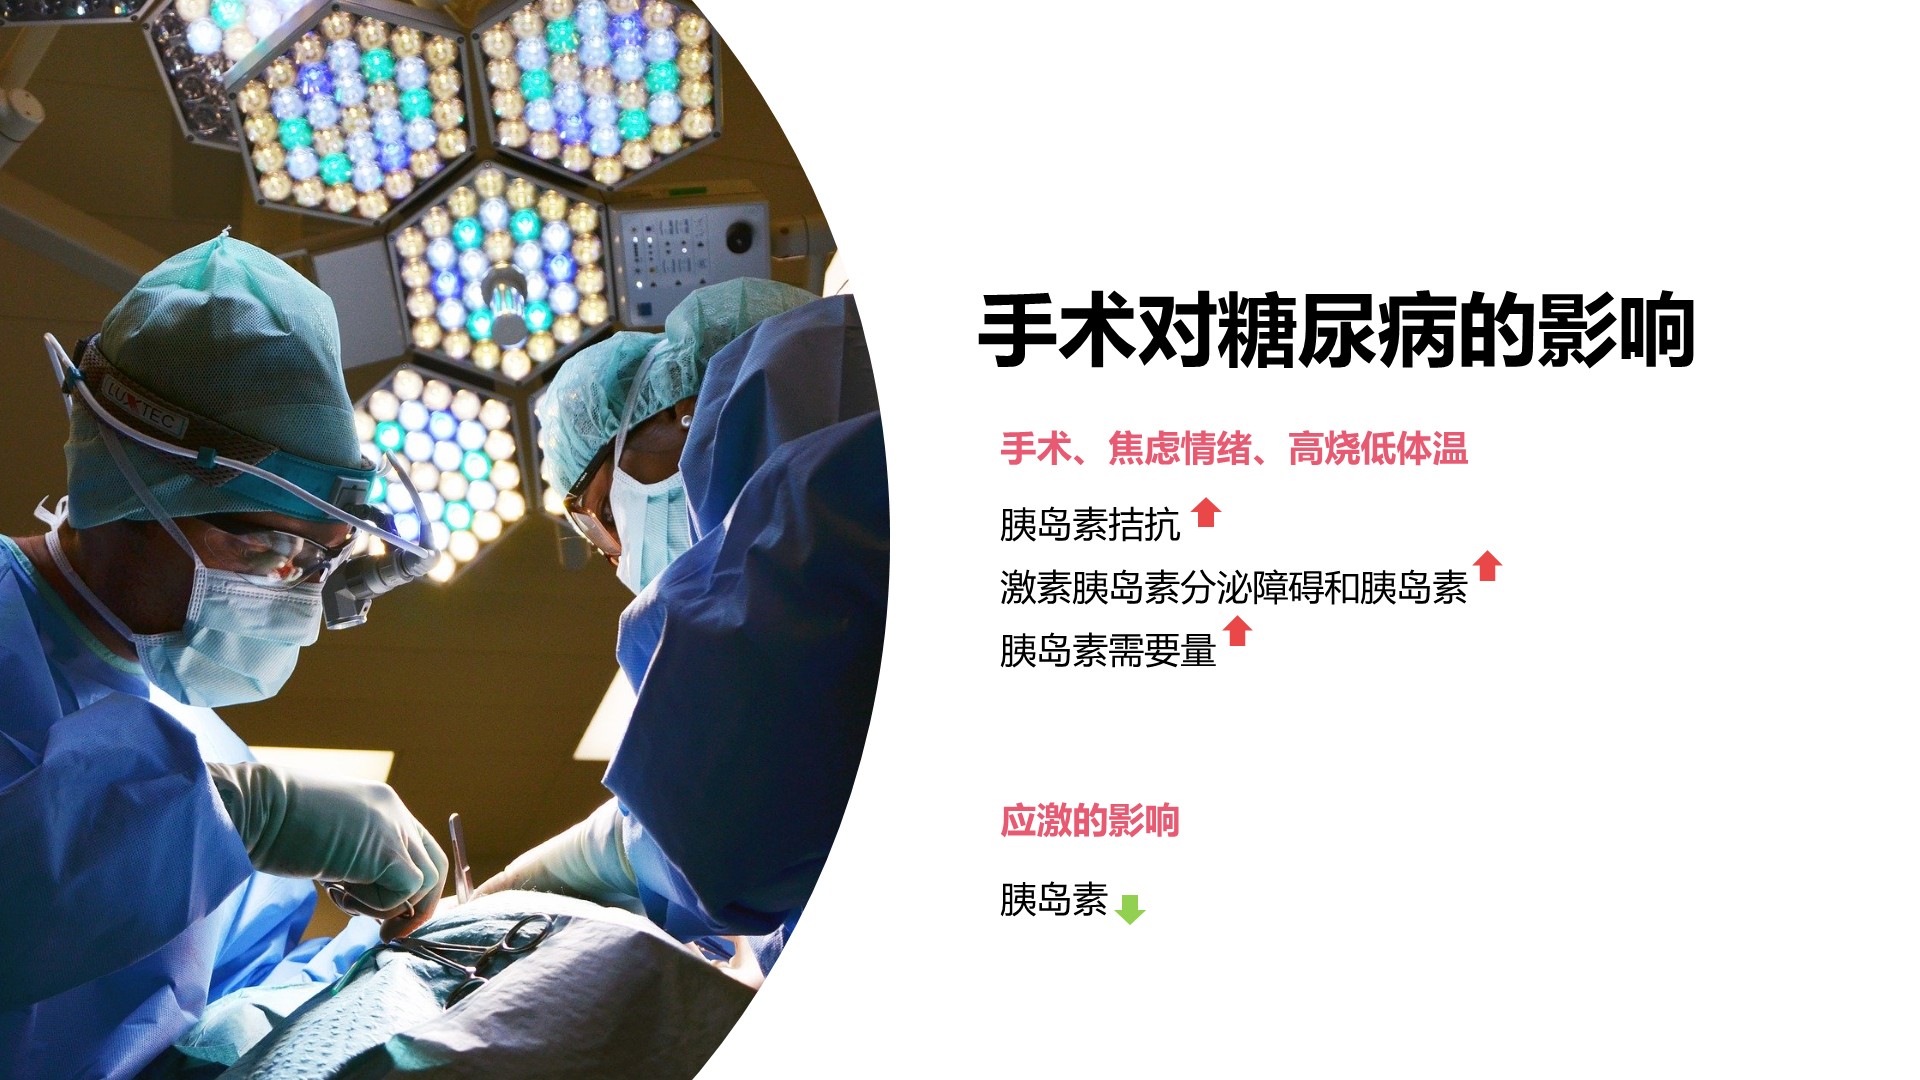 LUXTEC
手术对糖尿病的影响
手术、焦虑情绪、高烧低体温
胰岛素拮抗
激素胰岛素分泌障碍和胰岛素
胰岛素需要量
应激的影响
胰岛素